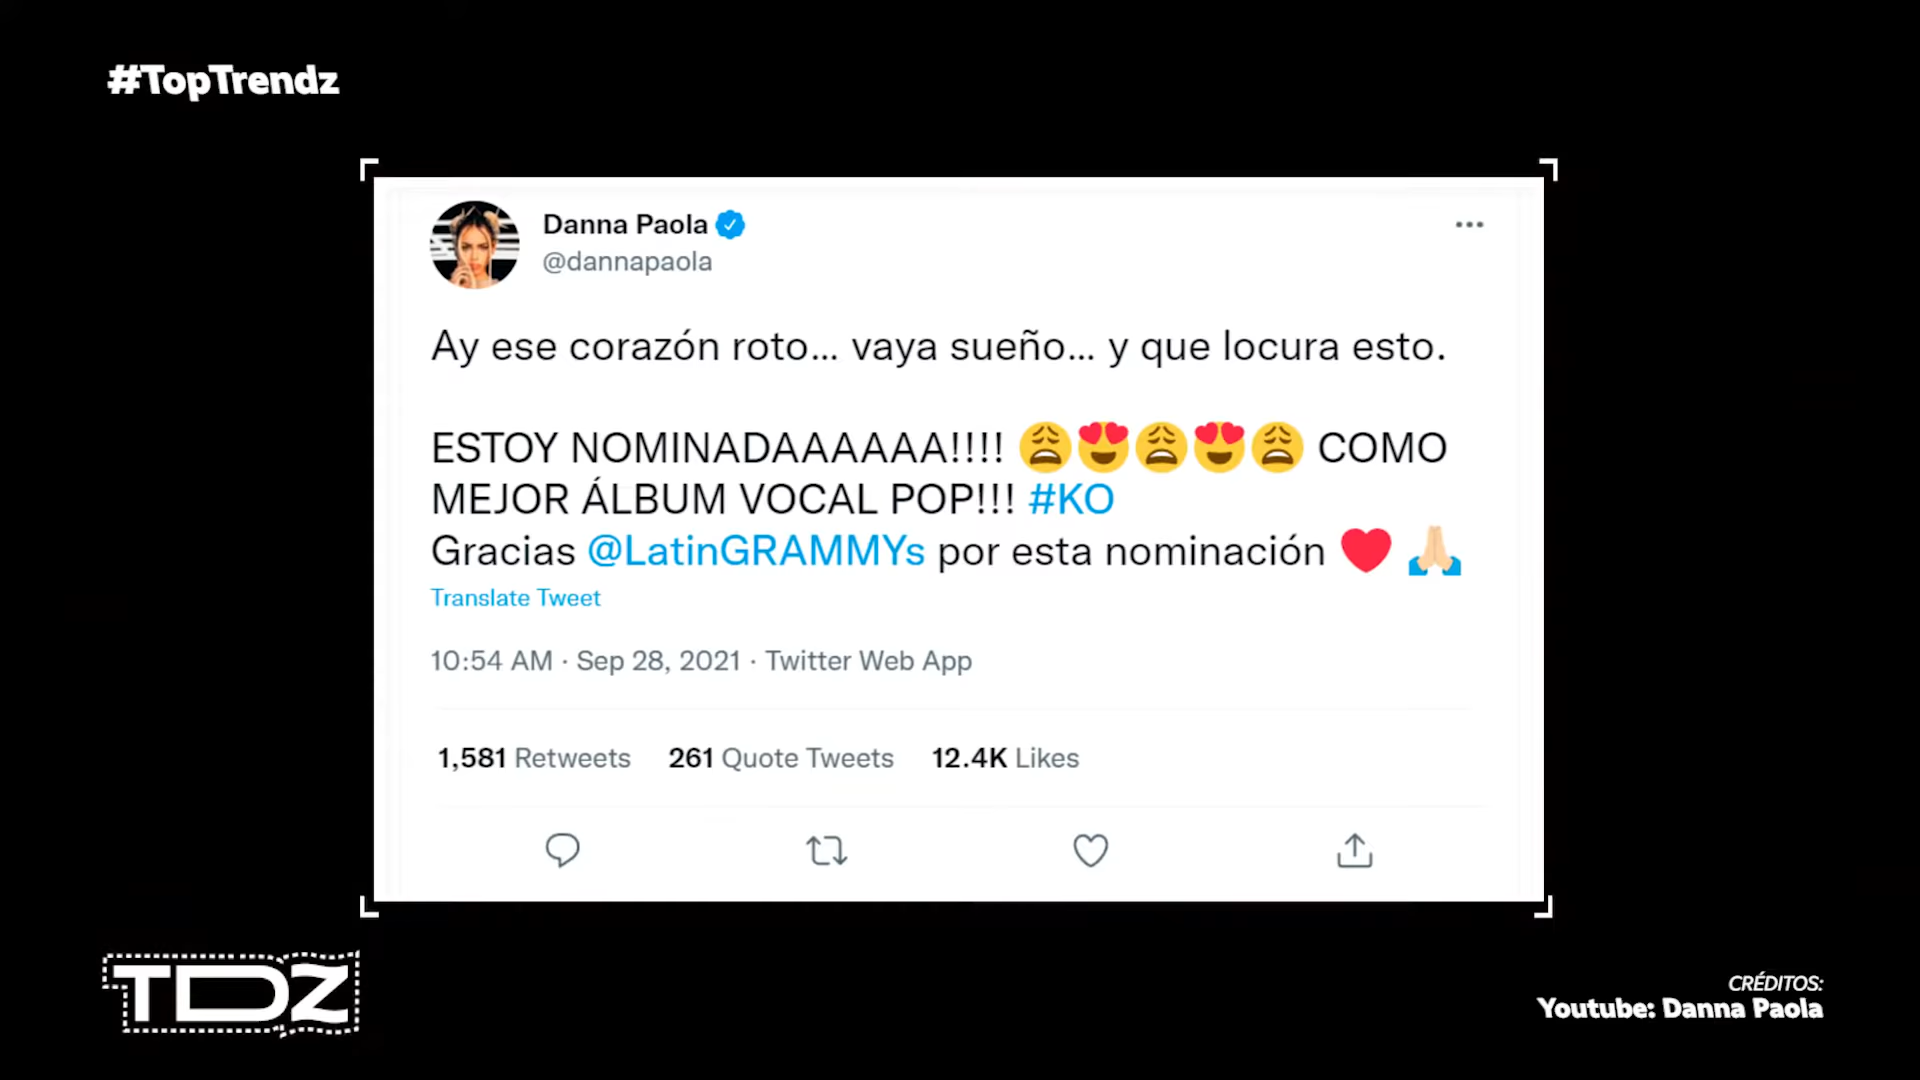 #TopTrendz
Danna Paola
@dannapaola
Ay ese corazón roto... vaya sueño... y que locura esto.
ESTOY NOMINADAAAAAA!!!! 😩😍😩😍😩 COMO
MEJOR ÁLBUM VOCAL POP!!! #KO
Gracias @LatinGRAMMYs por esta nominación ❤️ 🙏🏻
Translate Tweet
10:54 AM · Sep 28, 2021 · Twitter Web App
1,581 Retweets 261 Quote Tweets 12.4K Likes
TDZ
CRÉDITOS:
Youtube: Danna Paola